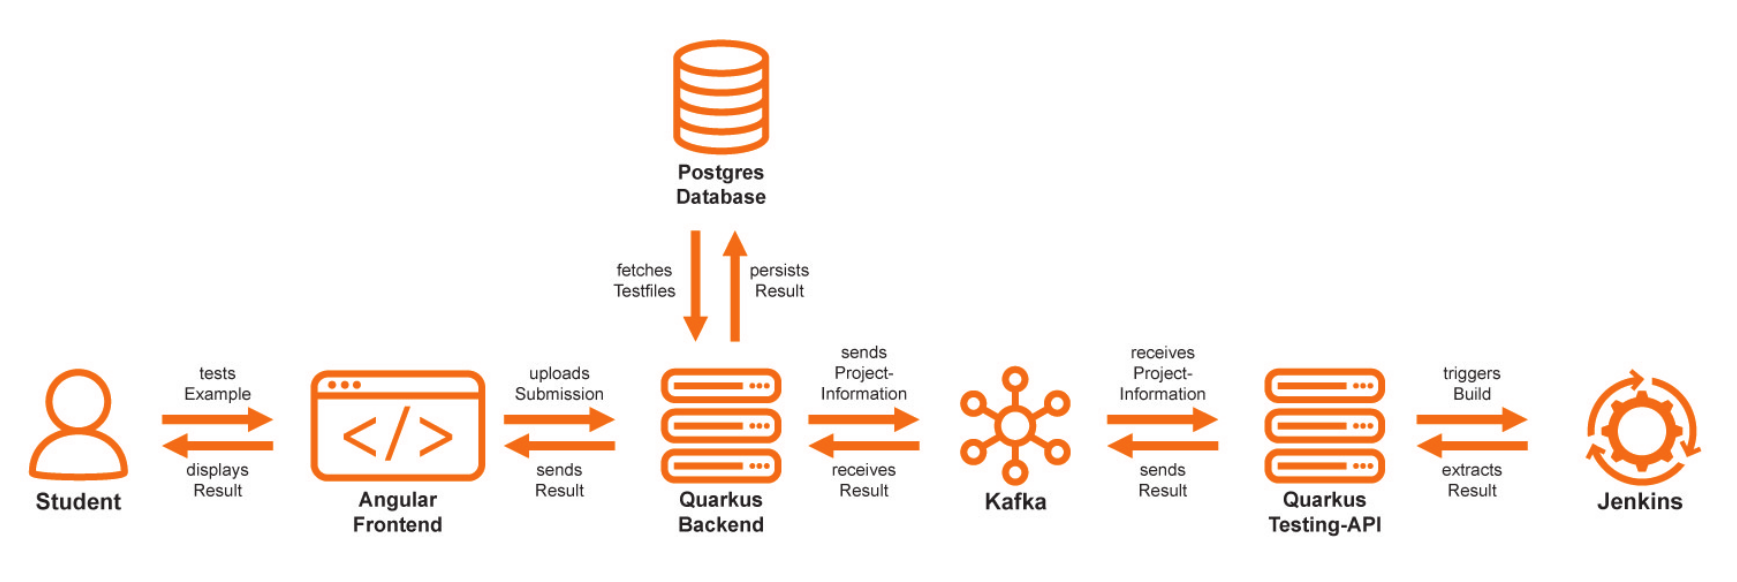 Postgres
Database
fetches
Testfiles
persists
Result
tests
Example
displays
Result
Student
Angular
Frontend
uploads
Submission
sends
Result
Quarkus
Backend
sends
Project-
Information
receives
Result
Kafka
receives
Project-
Information
sends
Result
Quarkus
Testing-API
triggers
Build
extracts
Result
Jenkins